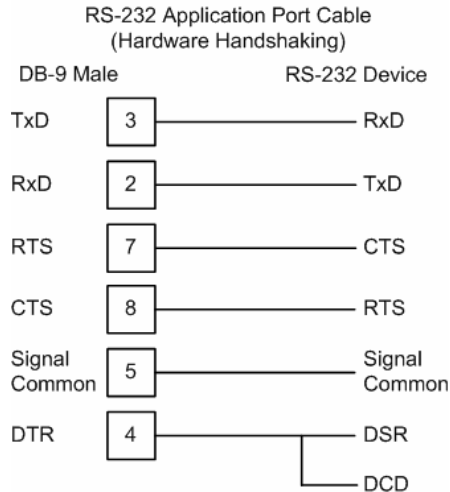 RS-232 Application Port Cable
(Hardware Handshaking)
DB-9 Male RS-232 Device
TxD 3 RxD
RxD 2 TxD
RTS 7 CTS
CTS 8 RTS
Signal Common 5 Signal Common
DTR 4 DSR
DCD